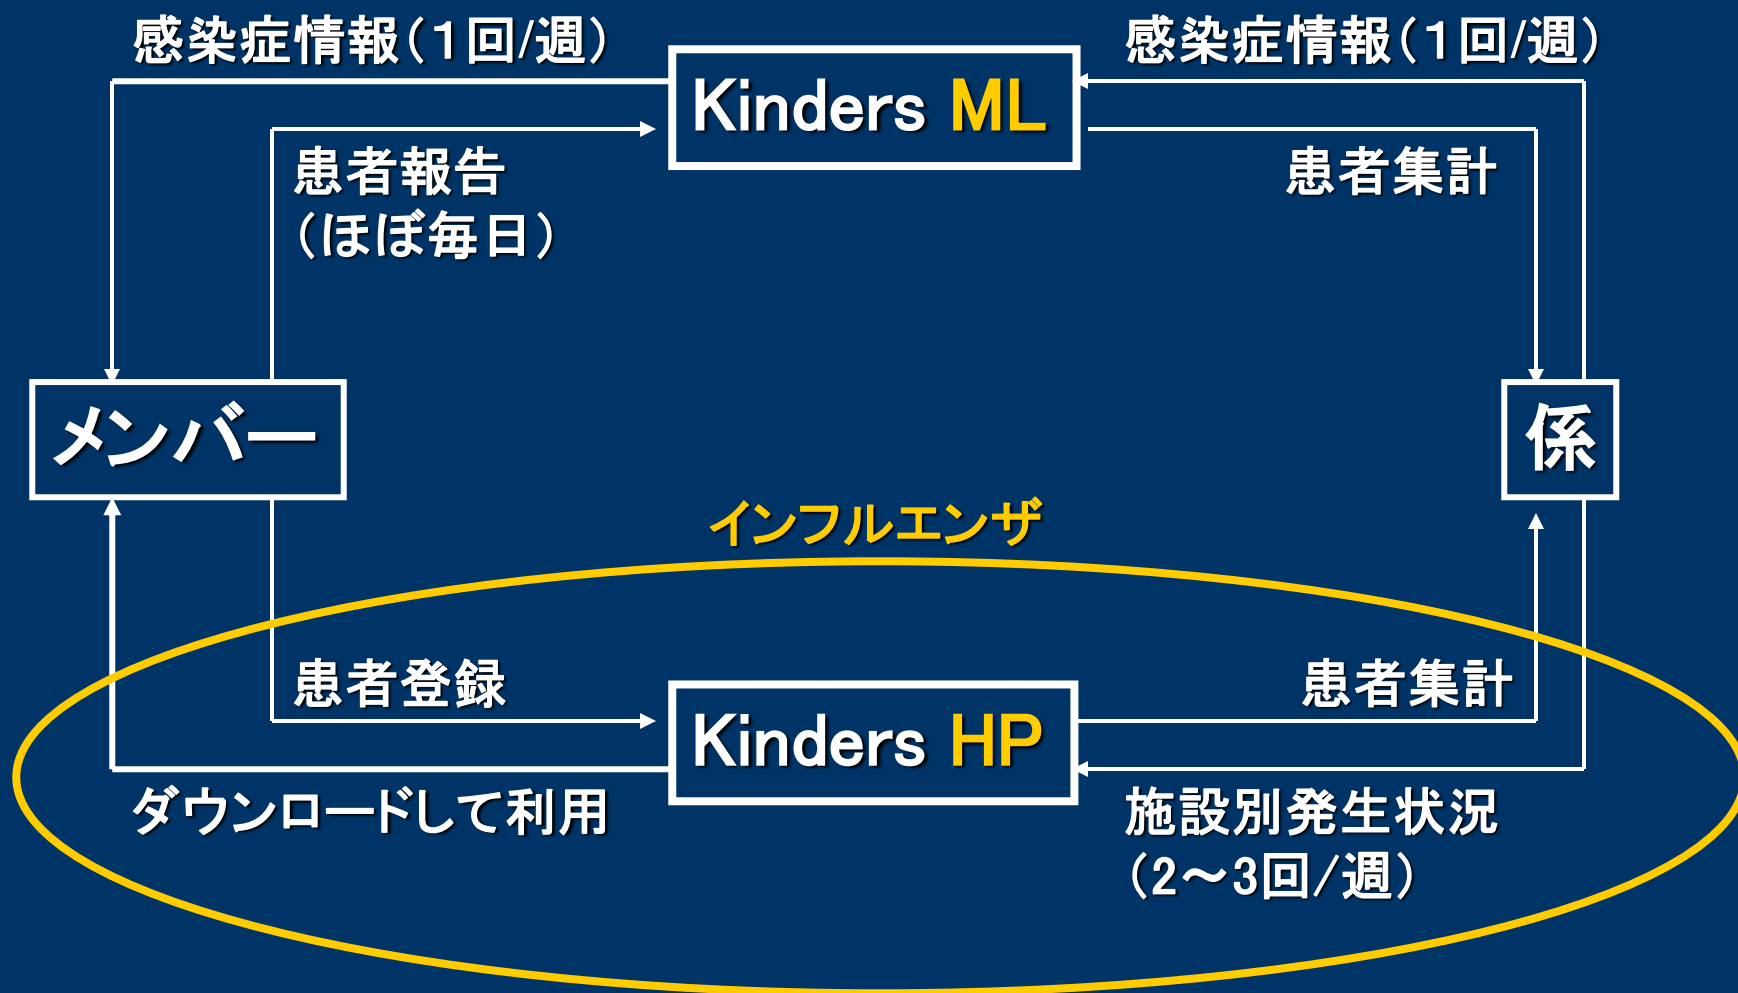 感染症情報（１回/週）
感染症情報（１回/週）
Kinders ML
患者報告
（ほぼ毎日）
患者集計
メンバー
係
インフルエンザ
患者登録
患者集計
Kinders HP
ダウンロードして利用
施設別発生状況
（2～3回/週）